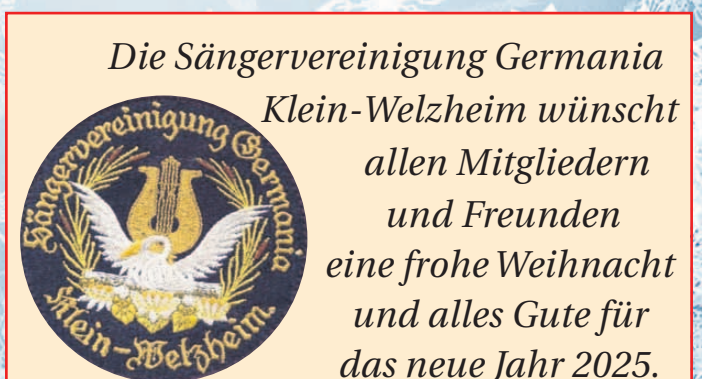 Die Sängervereinigung Germania
Klein-Welzheim wünscht
allen Mitgliedern
und Freunden
eine frohe Weihnacht
und alles Gute für
das neue Jahr 2025.
Sängervereinigung Germania
Klein-Welzheim.